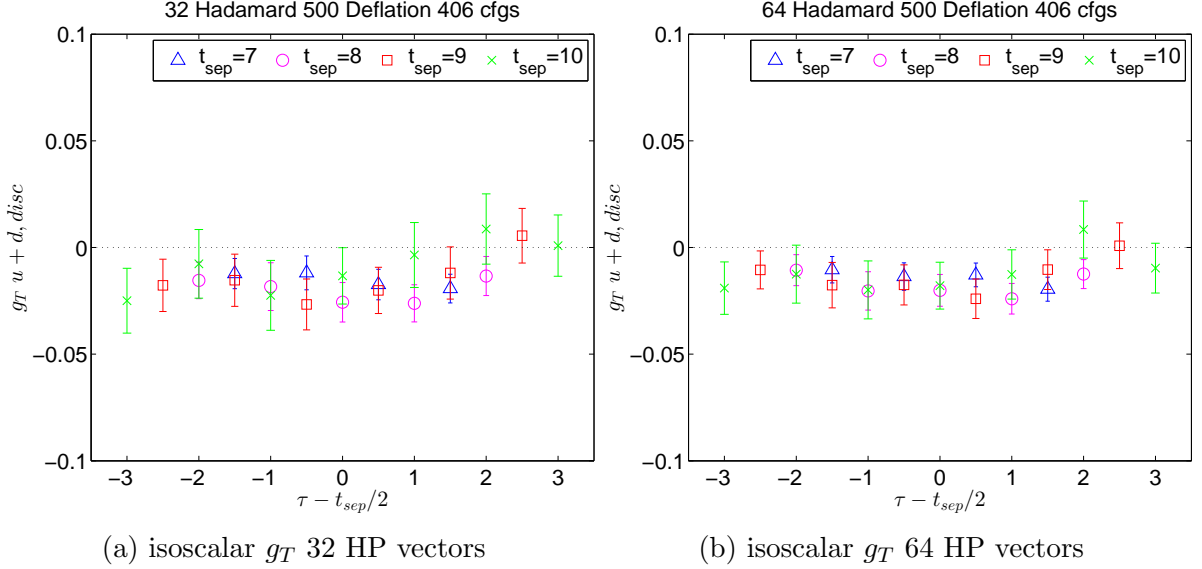 32 Hadamard 500 Deflation 406 cfgs
0.1
0.05
0
−0.05
−0.1
g_T u + d, disc
t_sep=7 t_sep=8 t_sep=9 t_sep=10
−3 −2 −1 0 1 2 3
τ − t_sep/2
(a) isoscalar g_T 32 HP vectors
64 Hadamard 500 Deflation 406 cfgs
0.1
0.05
0
−0.05
−0.1
g_T u + d, disc
t_sep=7 t_sep=8 t_sep=9 t_sep=10
−3 −2 −1 0 1 2 3
τ − t_sep/2
(b) isoscalar g_T 64 HP vectors